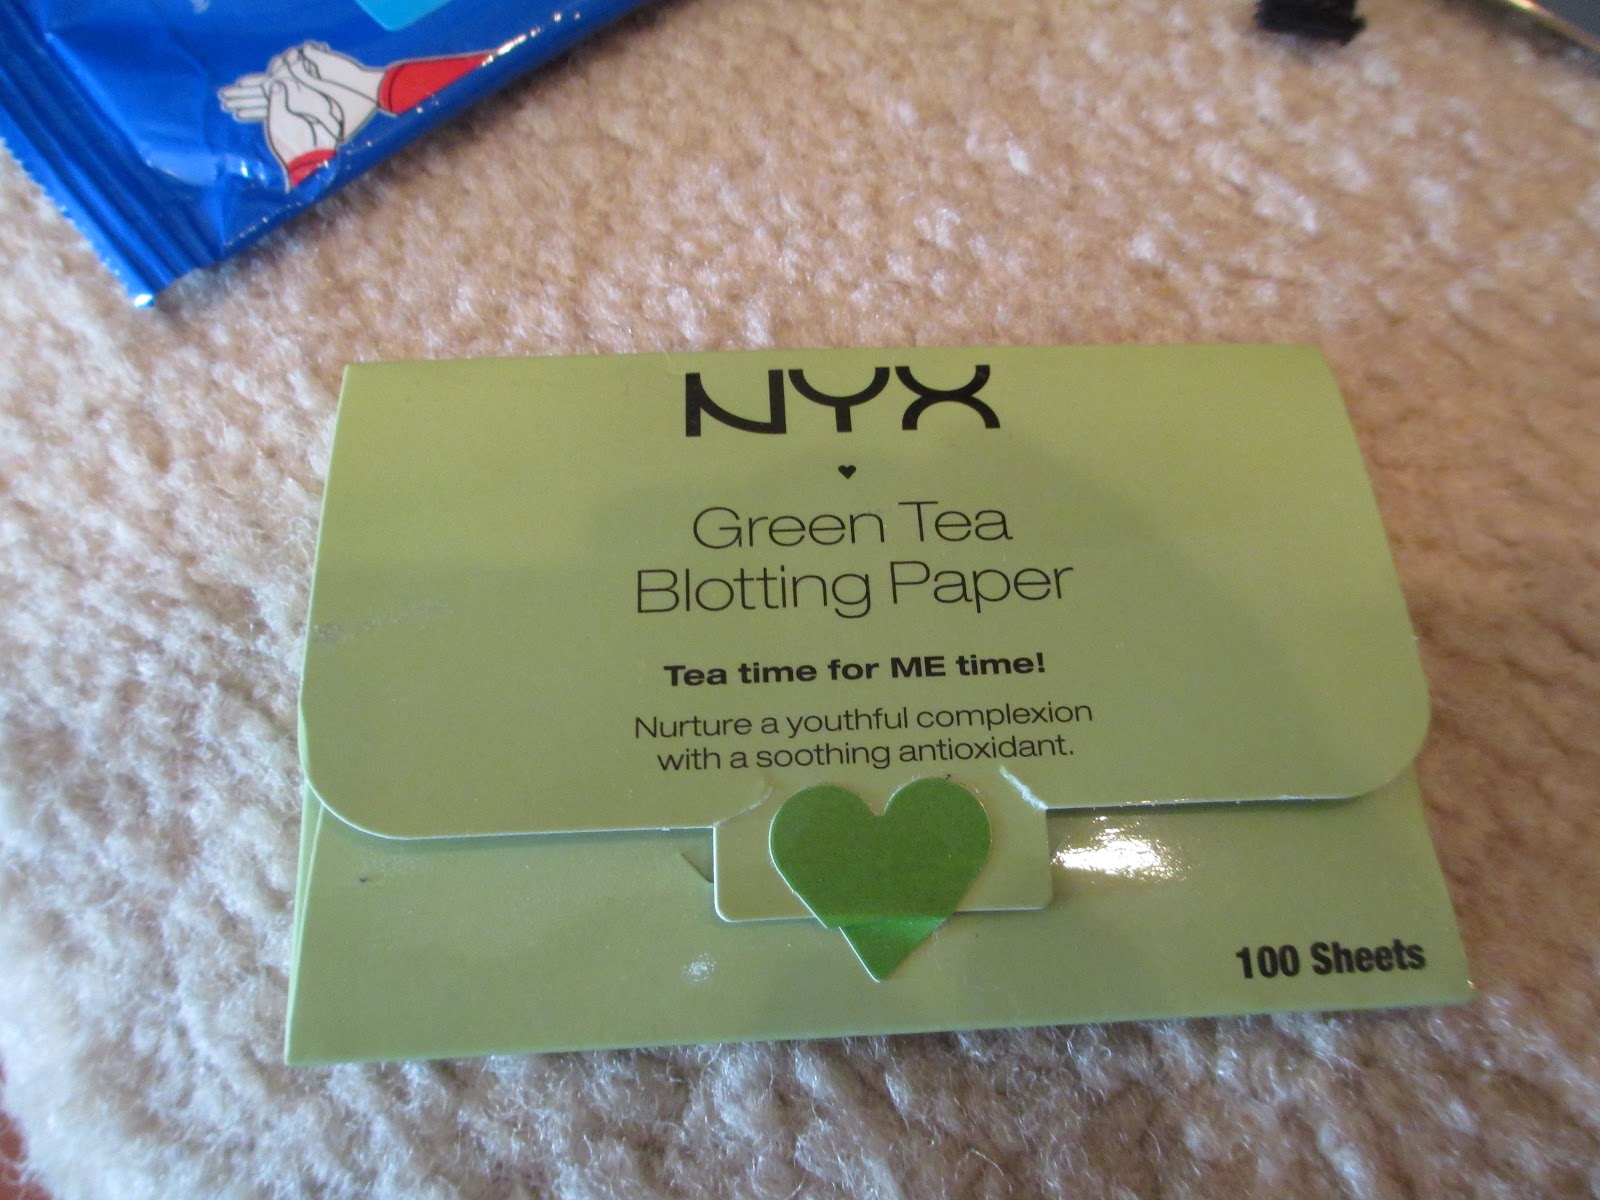 NYX
Green Tea
Blotting Paper
Tea time for ME time!
Nurture a youthful complexion
with a soothing antioxidant.
100 Sheets